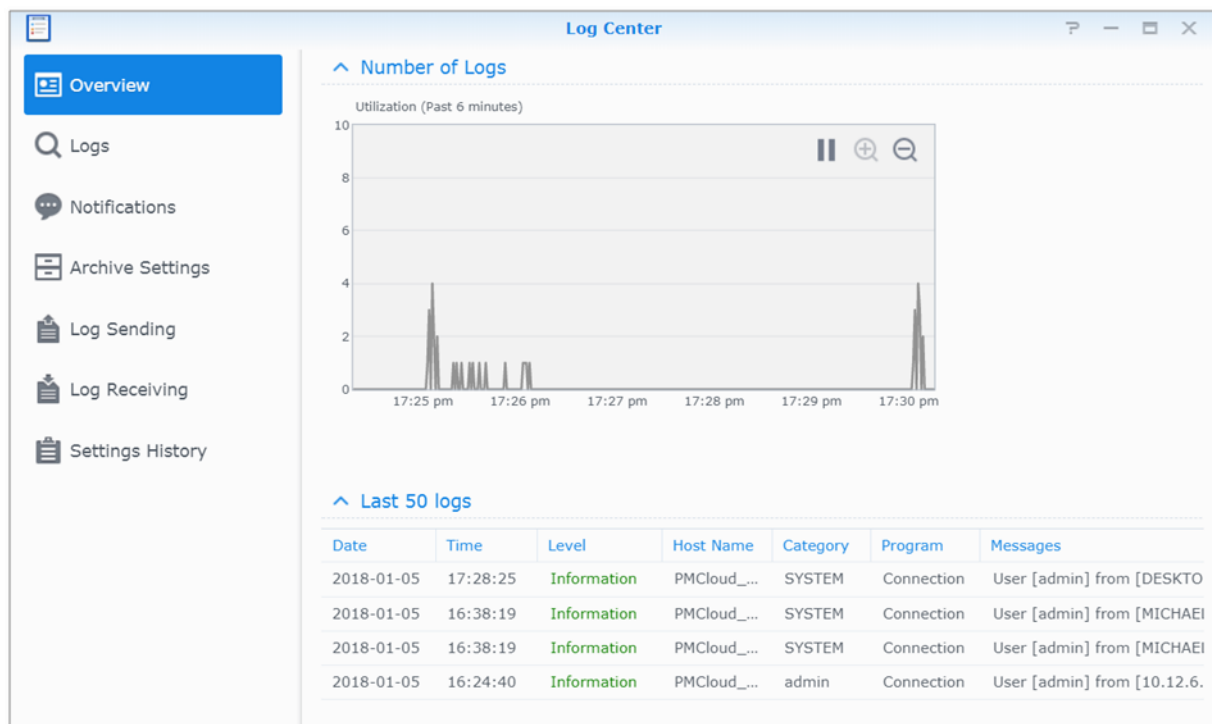 Log Center
Overview
Logs
Notifications
Archive Settings
Log Sending
Log Receiving
Settings History
Number of Logs
Utilization (Past 6 minutes)
10
8
6
4
2
0
17:25 pm 17:26 pm 17:27 pm 17:28 pm 17:29 pm 17:30 pm
Last 50 logs
Date Time Level Host Name Category Program Messages
2018-01-05 17:28:25 Information PMCloud_... SYSTEM Connection User [admin] from [DESKTO
2018-01-05 16:38:19 Information PMCloud_... SYSTEM Connection User [admin] from [MICHAEL
2018-01-05 16:38:19 Information PMCloud_... SYSTEM Connection User [admin] from [MICHAEL
2018-01-05 16:24:40 Information PMCloud_... admin Connection User [admin] from [10.12.6.